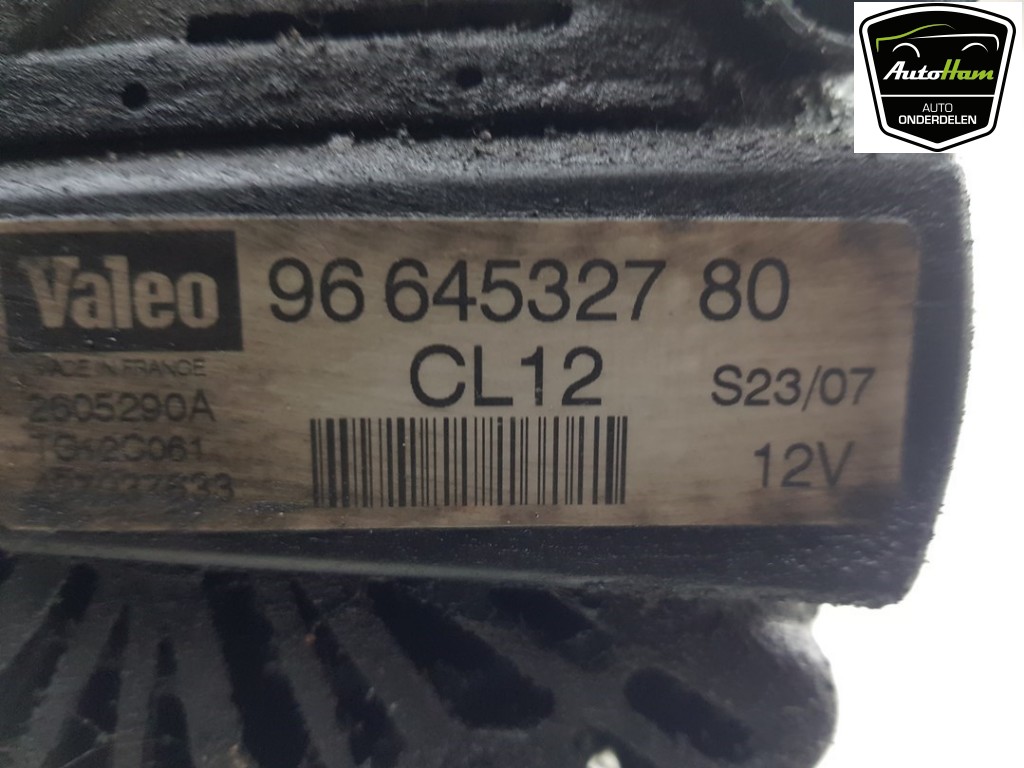 AutoHam
AUTO
ONDERDELEN
Valeo
96 645327 80
CL12
S23/07
12V
MADE IN FRANCE
2605290A